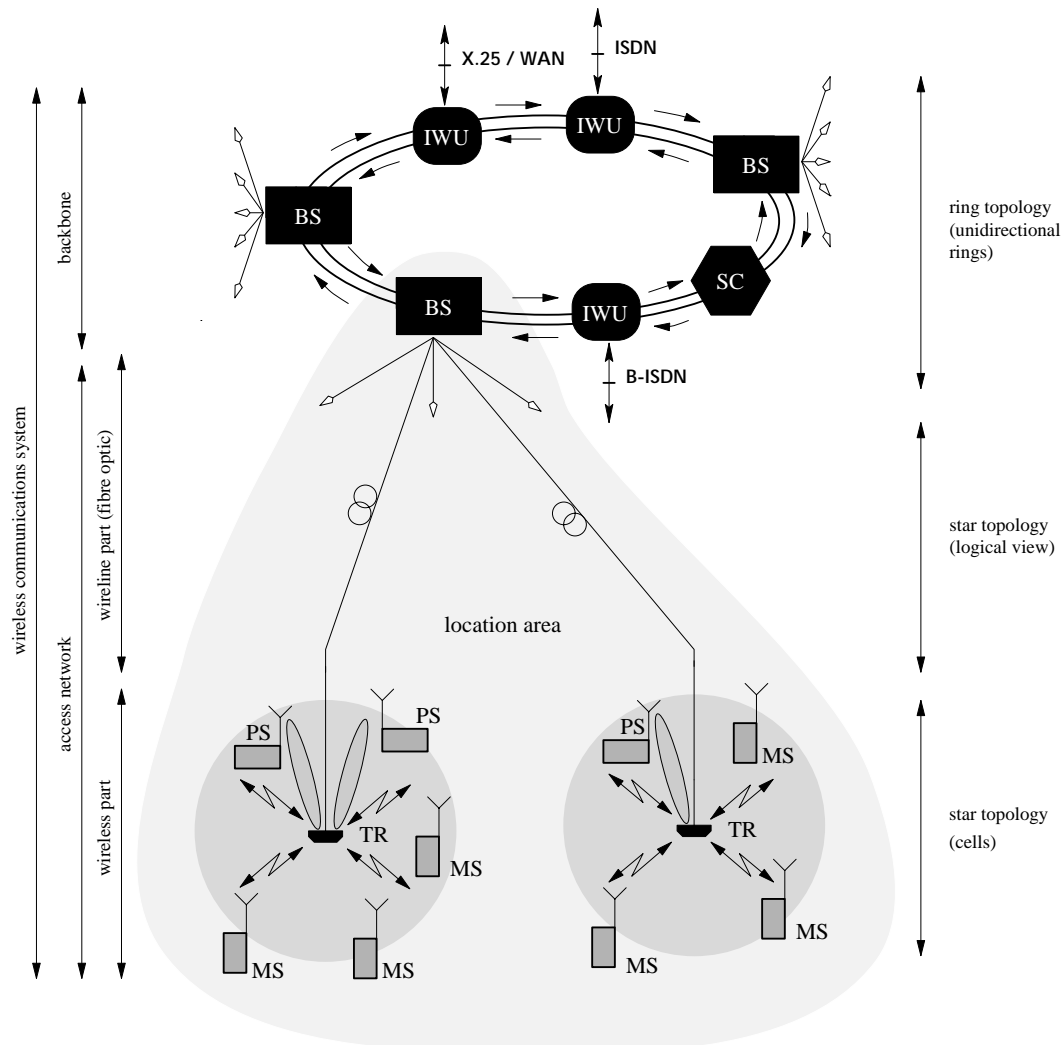 X.25 / WAN
ISDN
IWU
IWU
BS
BS
BS
IWU
SC
B-ISDN
ring topology
(unidirectional
rings)
star topology
(logical view)
star topology
(cells)
wireless communications system
backbone
access network
wireline part (fibre optic)
wireless part
location area
PS
PS
TR
MS
MS
MS
PS
MS
TR
MS
MS